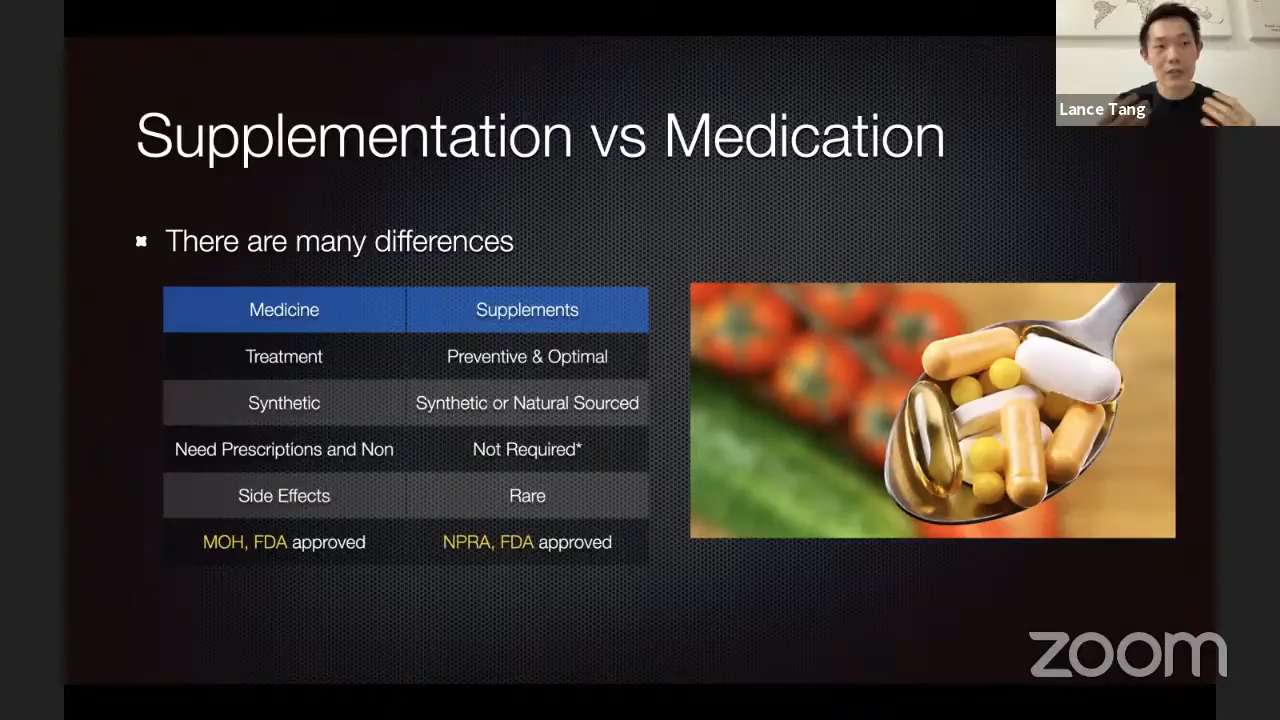 Lance Tang
Supplementation vs Medication
There are many differences
Medicine Supplements
Treatment Preventive & Optimal
Synthetic Synthetic or Natural Sourced
Need Prescriptions and Non Not Required*
Side Effects Rare
MOH, FDA approved NPRA, FDA approved
zoom